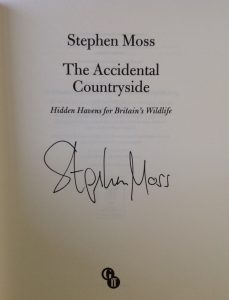 Stephen Moss
The Accidental
Countryside
Hidden Havens for Britain's Wildlife
Stephen Moss